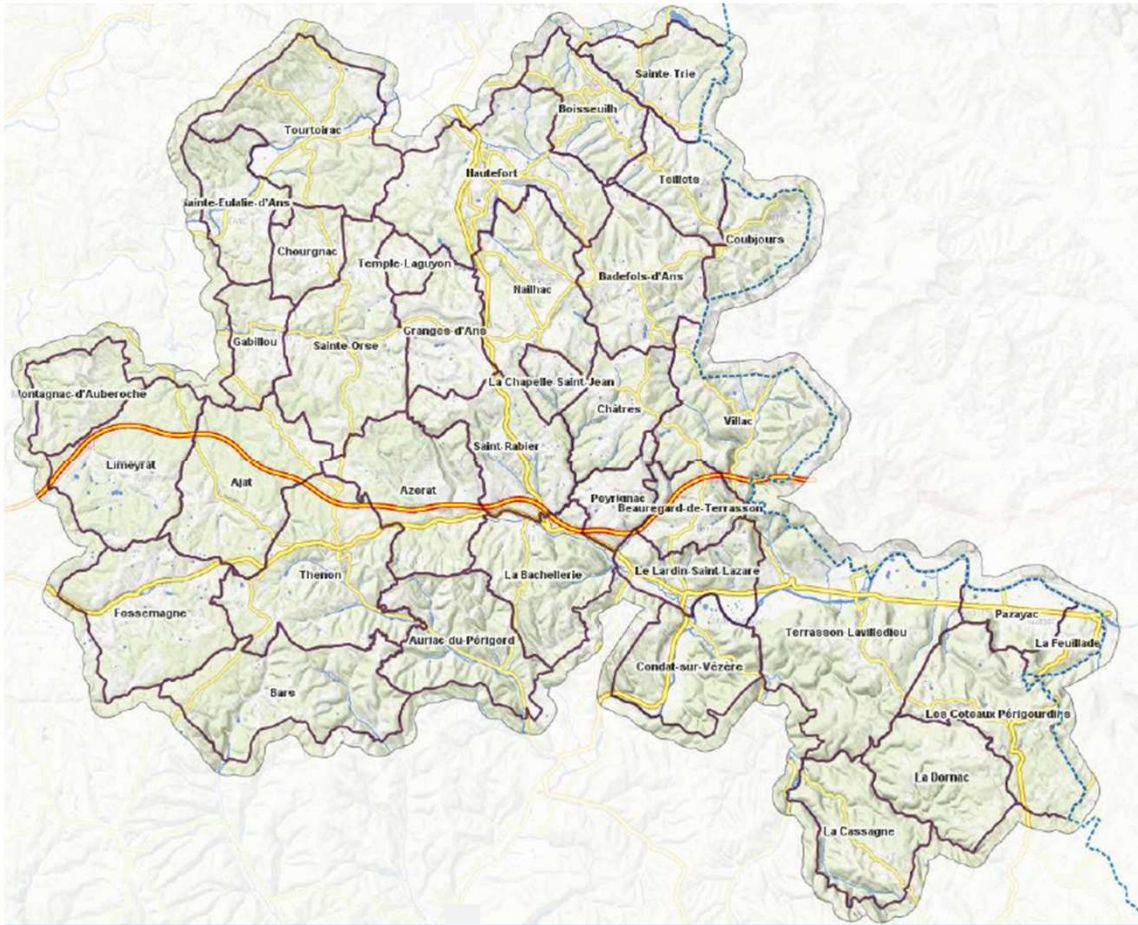 Sainte-Trie
Boisseuilh
Tourtoirac
Hautefort
Teillots
Sainte-Eulalie-d'Ans
Coubjours
Chourgnac
Temple-Laguyon
Badefols-d'Ans
Nailhac
Granges-d'Ans
Gabillou
Sainte-Orse
La Chapelle-Saint-Jean
Montagnac-d'Auberoche
Châtres
Villac
Saint-Rabier
Limeyrat
Ajat
Azerat
Peyrignac
Beauregard-de-Terrasson
Thenon
La Bachellerie
Le Lardin-Saint-Lazare
Fossemagne
Pazayac
Terrasson-Lavilledieu
Auriac-du-Périgord
La Feuillade
Condat-sur-Vézère
Bars
Les Coteaux Périgourdins
La Dornac
La Cassagne